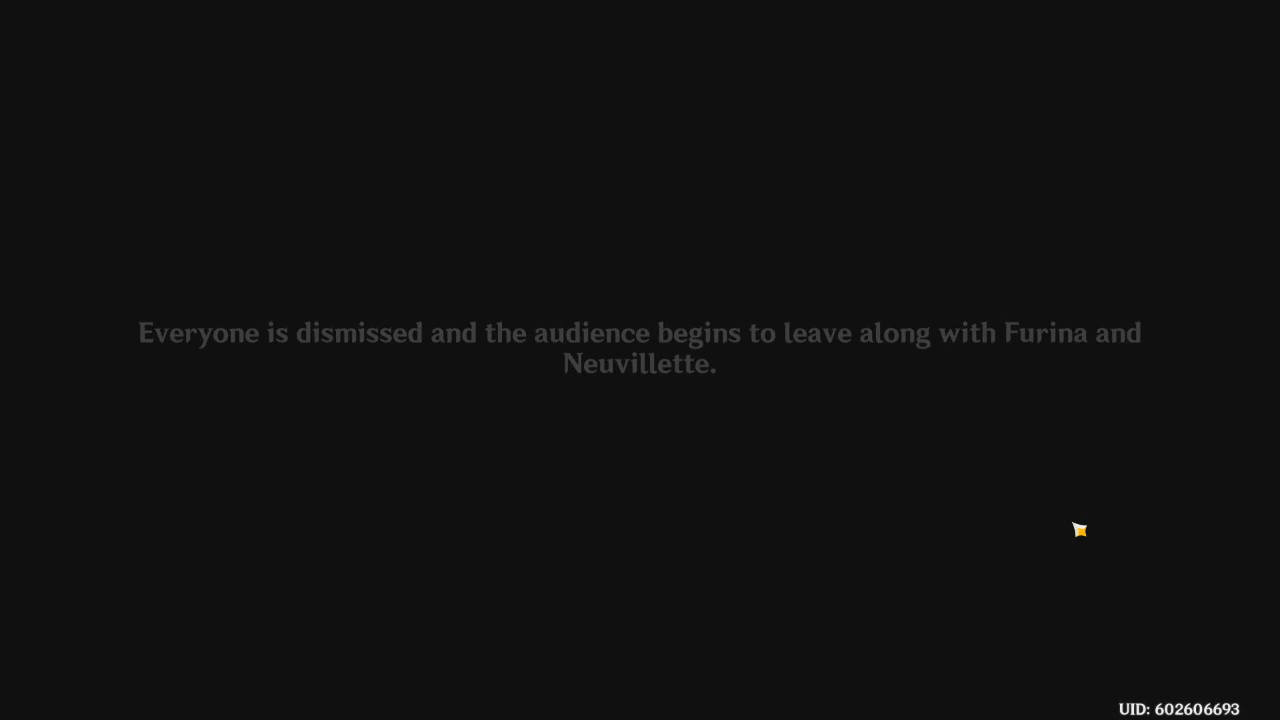 Everyone is dismissed and the audience begins to leave along with Furina and
Neuvillette.
UID: 602606693